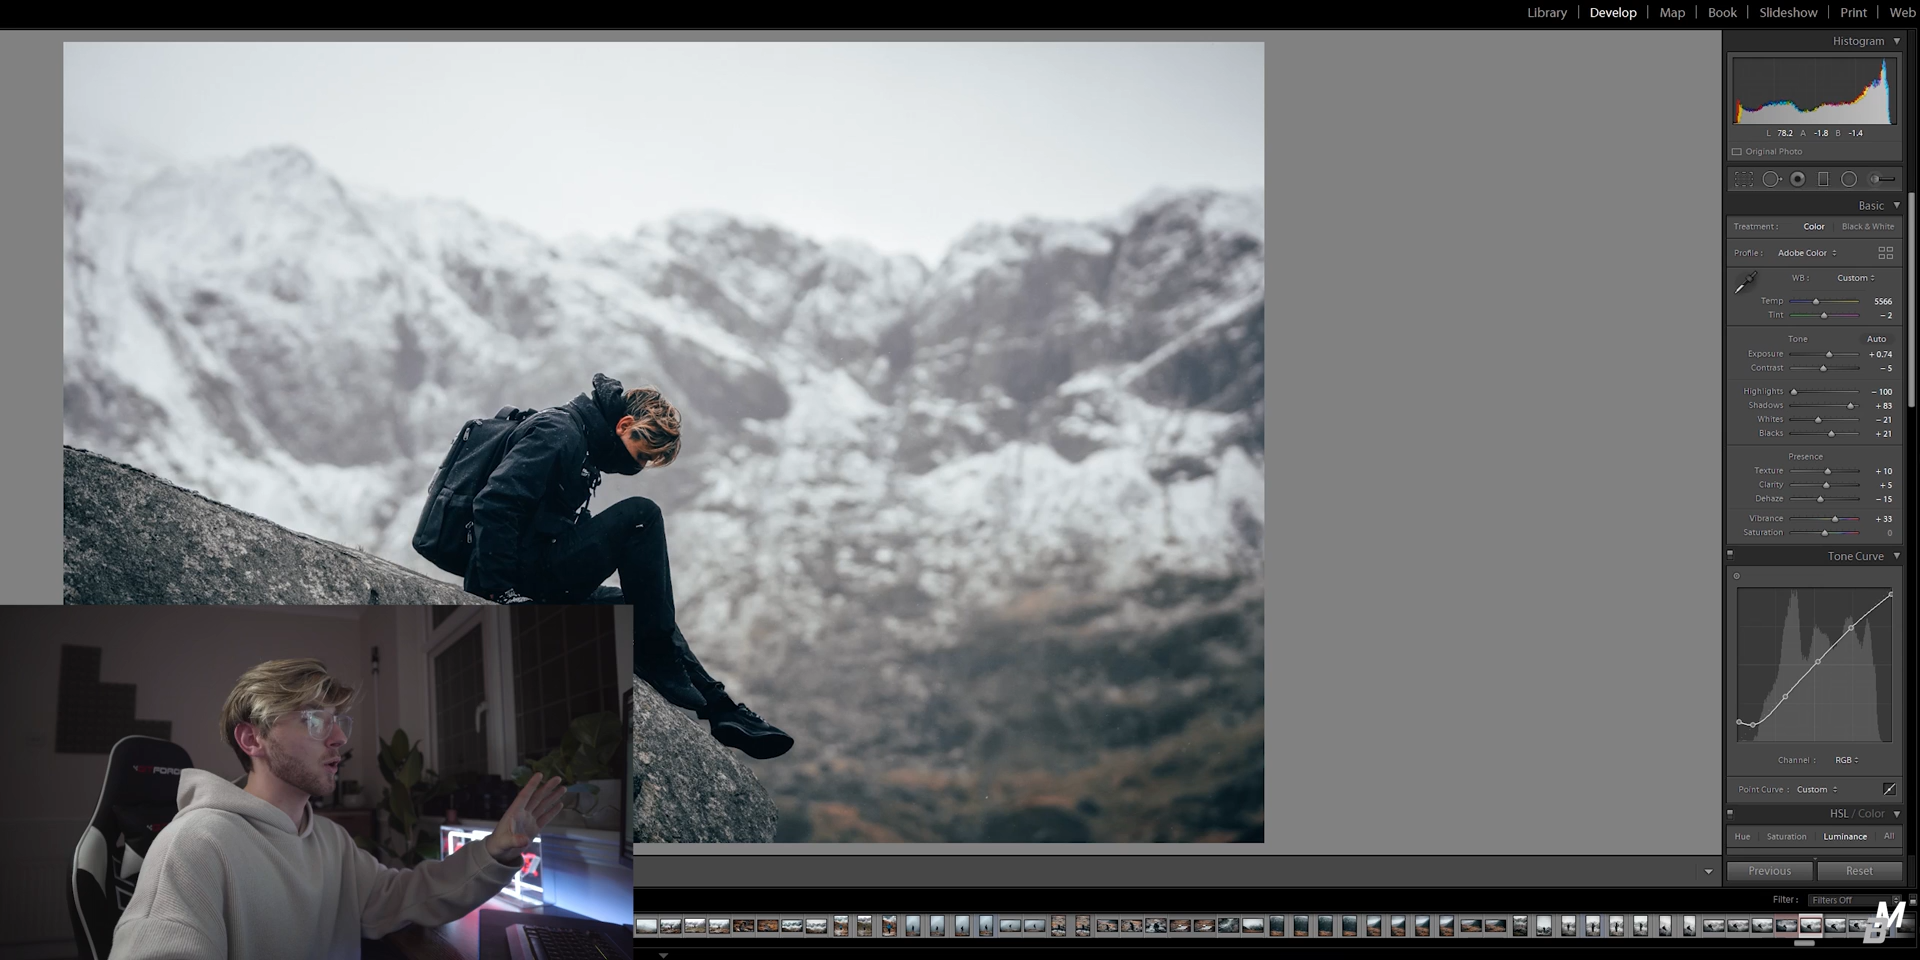 Library | Develop | Map | Book | Slideshow | Print | Web
Histogram
L 78.2 A -1.8 B -1.4
Original Photo
Basic
Treatment : Color Black & White
Profile : Adobe Color
WB : Custom
Temp 5566
Tint – 2
Tone Auto
Exposure + 0.74
Contrast – 5
Highlights – 100
Shadows + 83
Whites – 21
Blacks + 21
Presence
Texture + 10
Clarity + 5
Dehaze – 15
Vibrance + 33
Saturation 0
Tone Curve
Channel : RGB
Point Curve : Custom
HSL / Color
Hue Saturation Luminance All
Previous Reset
Filter : Filters Off